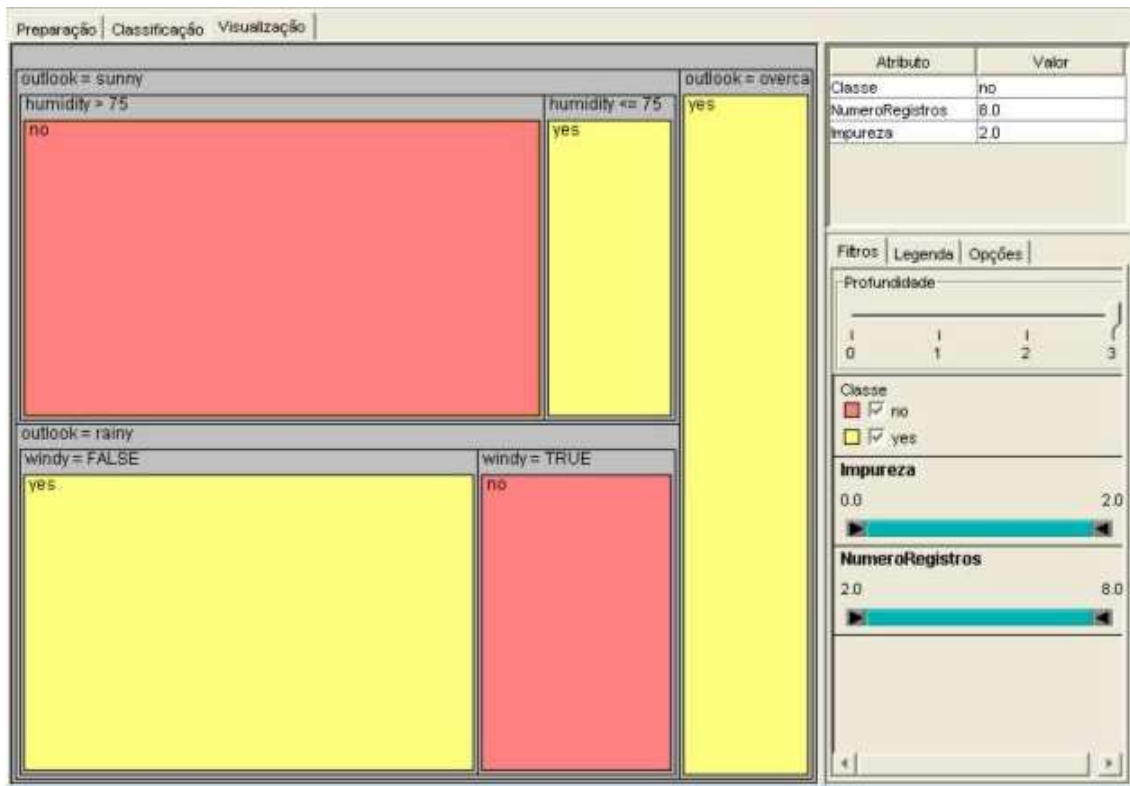 Preparação Classificação Visualização
outlook = sunny
outlook = overca
humidity > 75
humidity <= 75
yes
no
yes
outlook = rainy
windy = FALSE
windy = TRUE
yes
no
Atributo Valor
Classe no
NumeroRegistros 8.0
Impureza 2.0
Filtros Legenda Opções
Profundidade
0 1 2 3
Classe
no
yes
Impureza
0.0 2.0
NumeroRegistros
2.0 8.0